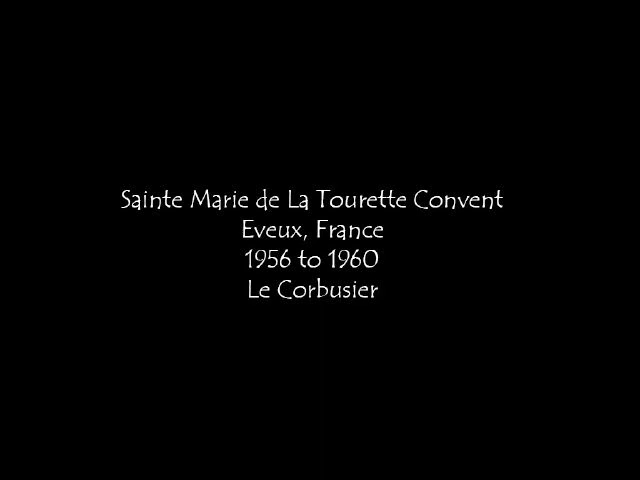 Sainte Marie de La Tourette Convent
Eveux, France
1956 to 1960
Le Corbusier